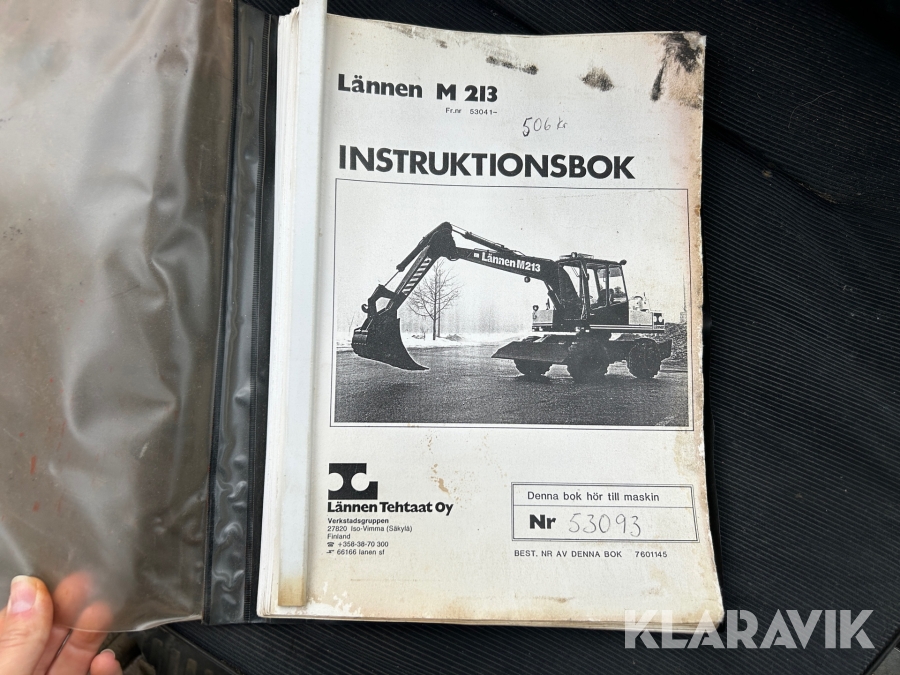 Lännen M 213
Fr.nr 53041–
506 kr
INSTRUKTIONSBOK
Lännen M213
Lännen Tehtaat Oy
Verkstadsgruppen
27820 Iso-Vimma (Säkylä)
Finland
☎ +358-38-70 300
66166 lanen sf
Denna bok hör till maskin
Nr 53093
BEST. NR AV DENNA BOK 7601145
KLARAVIK